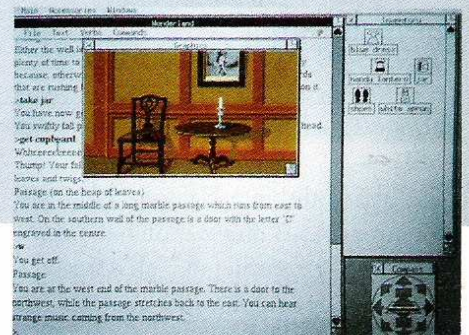 Main Accessories Windows
Wonderland
File Text Verbs Commands
Graphics
Inventory
blue dress
handy lantern jar
shoes white apron
Either the well is
plenty of time to
because, otherwise
that are rushing
>take jar
You have now
You swiftly fall p head.
>get cupboard
Thump! Your fall
leaves and twigs.
Passage (on the heap of leaves)
You are in the middle of a long marble passage which runs from east to
west. On the southern wall of the passage is a door with the letter "C"
engraved in the centre.
>w
You get off.
Passage
You are at the west end of the marble passage. There is a door to the
northwest, while the passage stretches back to the east. You can hear
strange music coming from the northwest.
>
Compass